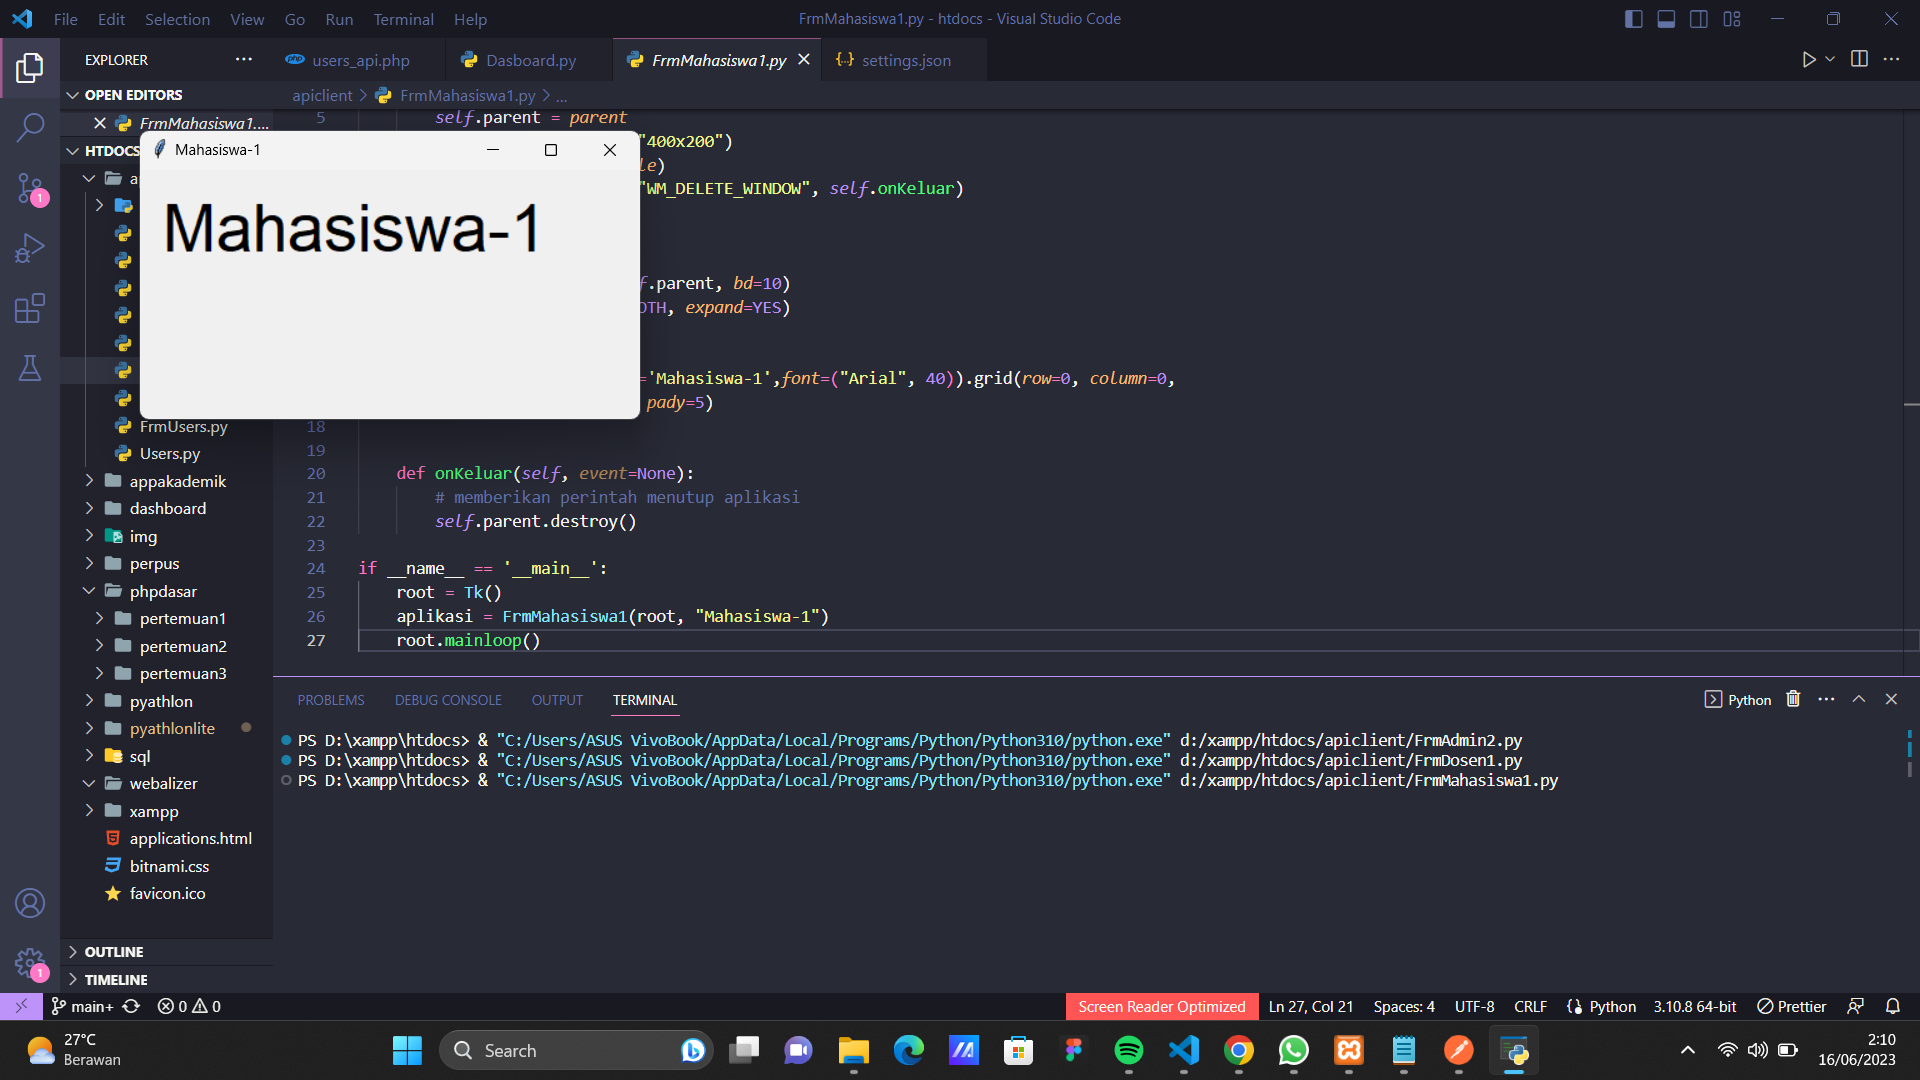 File Edit Selection View Go Run Terminal Help
FrmMahasiswa1.py - htdocs - Visual Studio Code
EXPLORER
users_api.php
Dasboard.py
FrmMahasiswa1.py
settings.json
OPEN EDITORS
apiclient > FrmMahasiswa1.py > ...
FrmMahasiswa1....
HTDOCS
Mahasiswa-1
Mahasiswa-1
FrmUsers.py
Users.py
appakademik
dashboard
img
perpus
phpdasar
pertemuan1
pertemuan2
pertemuan3
pyathlon
pyathlonlite
sql
webalizer
xampp
applications.html
bitnami.css
favicon.ico
OUTLINE
TIMELINE
5 self.parent = parent
"400x200")
le)
"WM_DELETE_WINDOW", self.onKeluar)
f.parent, bd=10)
OTH, expand=YES)
='Mahasiswa-1',font=("Arial", 40)).grid(row=0, column=0,
pady=5)
18
19
20 def onKeluar(self, event=None):
21 # memberikan perintah menutup aplikasi
22 self.parent.destroy()
23
24 if __name__ == '__main__':
25 root = Tk()
26 aplikasi = FrmMahasiswa1(root, "Mahasiswa-1")
27 root.mainloop()
PROBLEMS DEBUG CONSOLE OUTPUT TERMINAL
Python
PS D:\xampp\htdocs> & "C:/Users/ASUS VivoBook/AppData/Local/Programs/Python/Python310/python.exe" d:/xampp/htdocs/apiclient/FrmAdmin2.py
PS D:\xampp\htdocs> & "C:/Users/ASUS VivoBook/AppData/Local/Programs/Python/Python310/python.exe" d:/xampp/htdocs/apiclient/FrmDosen1.py
PS D:\xampp\htdocs> & "C:/Users/ASUS VivoBook/AppData/Local/Programs/Python/Python310/python.exe" d:/xampp/htdocs/apiclient/FrmMahasiswa1.py
1
1
main+ 0 0
Screen Reader Optimized Ln 27, Col 21 Spaces: 4 UTF-8 CRLF Python 3.10.8 64-bit Prettier
27°C
Berawan
Search
2:10
16/06/2023